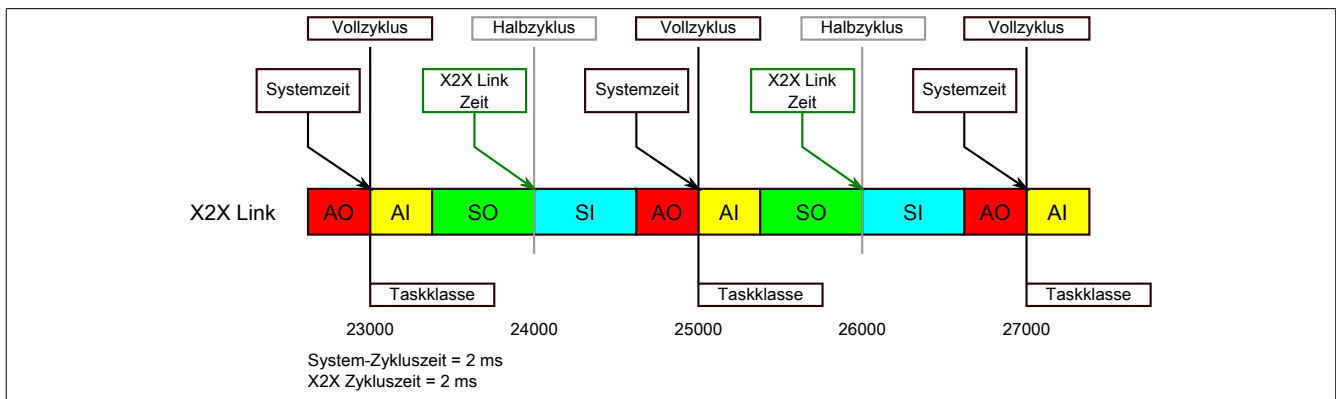 Vollzyklus Halbzyklus Vollzyklus Halbzyklus Vollzyklus
Systemzeit
X2X Link
Zeit
Systemzeit
X2X Link
Zeit
Systemzeit
X2X Link AO AI SO SI AO AI SO SI AO AI
Taskklasse Taskklasse Taskklasse
23000 24000 25000 26000 27000
System-Zykluszeit = 2 ms
X2X Zykluszeit = 2 ms